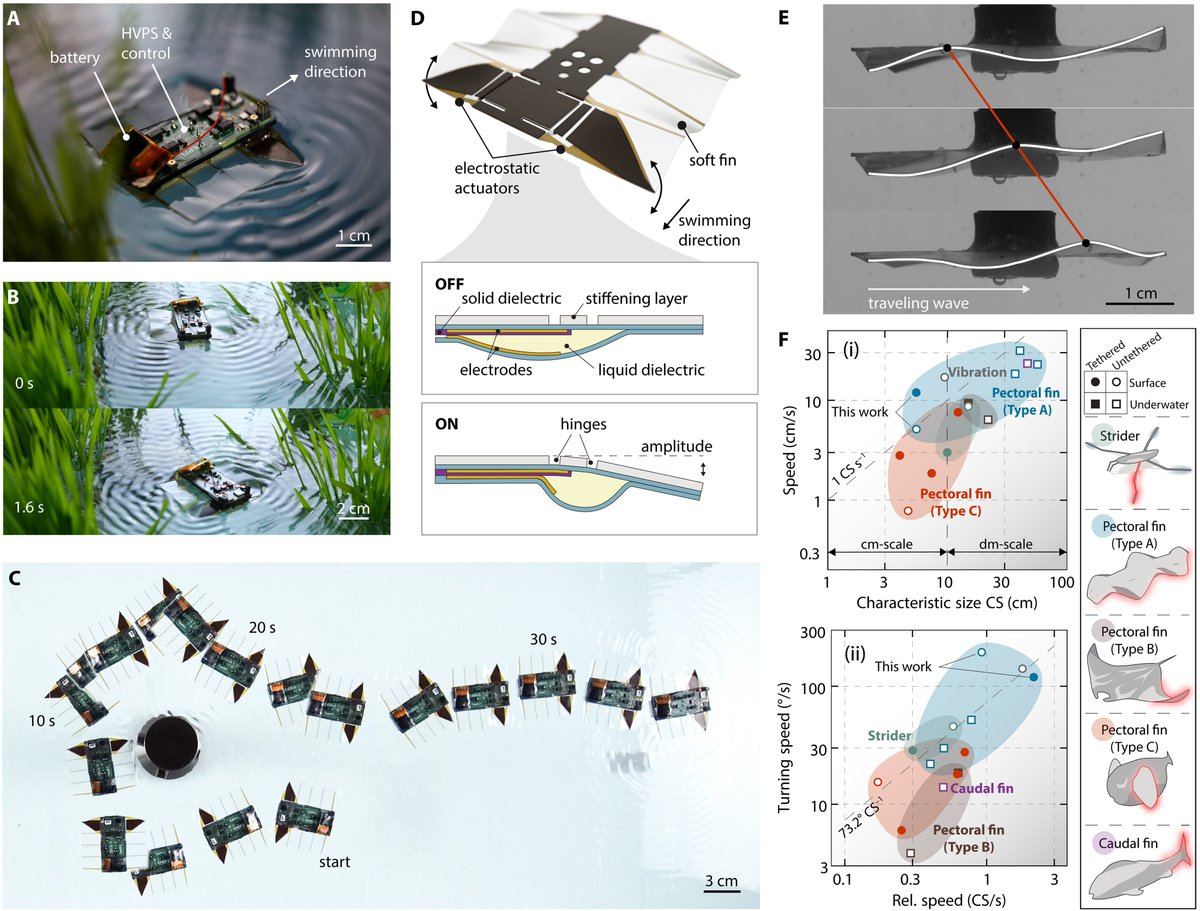 A
battery
HVPS &
control
swimming
direction
1 cm
B
0 s
1.6 s
2 cm
C
10 s
20 s
30 s
start
3 cm
D
electrostatic
actuators
soft fin
swimming
direction
OFF
solid dielectric
stiffening layer
electrodes
liquid dielectric
ON
hinges
amplitude
E
traveling wave
1 cm
F
(i)
Speed (cm/s)
30
10
3
1
0.3
Vibration
This work
Pectoral fin
(Type A)
1 CS s⁻¹
Pectoral fin
(Type C)
cm-scale
dm-scale
1
3
10
30
100
Characteristic size CS (cm)
(ii)
Turning speed (°/s)
300
100
30
10
3
This work
Strider
Caudal fin
73.2° CS⁻¹
Pectoral fin
(Type B)
0.1
0.3
1
3
Rel. speed (CS/s)
Tethered
Untethered
Surface
Underwater
Strider
Pectoral fin
(Type A)
Pectoral fin
(Type B)
Pectoral fin
(Type C)
Caudal fin